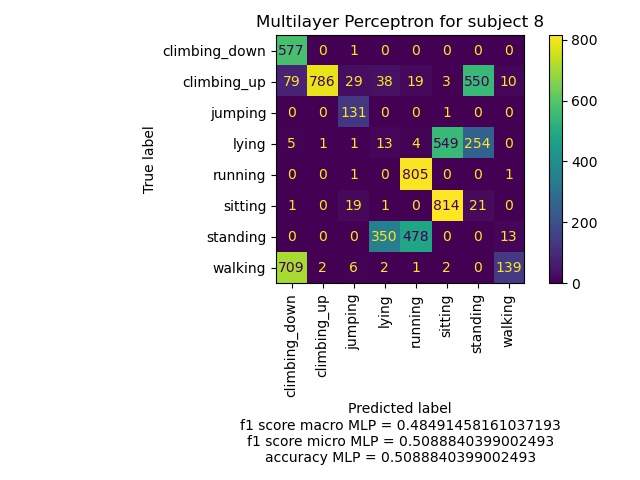 Multilayer Perceptron for subject 8
climbing_down 577 0 1 0 0 0 0 0
climbing_up 79 786 29 38 19 3 550 10
jumping 0 0 131 0 0 1 0 0
lying 5 1 1 13 4 549 254 0
running 0 0 1 0 805 0 0 1
sitting 1 0 19 1 0 814 21 0
standing 0 0 0 350 478 0 0 13
walking 709 2 6 2 1 2 0 139
True label
climbing_down climbing_up jumping lying running sitting standing walking
Predicted label
800
600
400
200
0
f1 score macro MLP = 0.48491458161037193
f1 score micro MLP = 0.5088840399002493
accuracy MLP = 0.5088840399002493